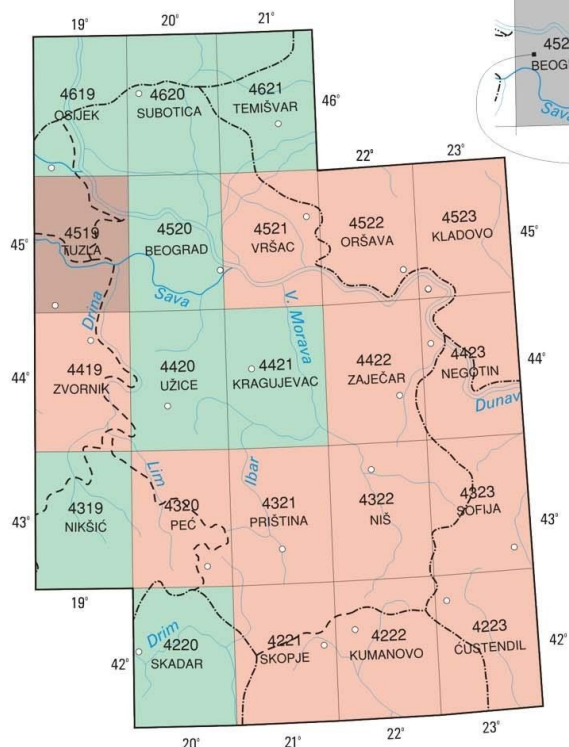 19° 20° 21°
4619 OSIJEK
4620 SUBOTICA
4621 TEMIŠVAR
46°
BEOG
Sava
22° 23°
45°
4519 TUZLA
4520 BEOGRAD
4521 VRŠAC
4522 ORŠAVA
4523 KLADOVO
45°
Sava
Drina
V. Morava
44°
4419 ZVORNIK
4420 UŽICE
4421 KRAGUJEVAC
4422 ZAJEČAR
4423 NEGOTIN
44°
Dunav
Lim
Ibar
43°
4319 NIKŠIĆ
4320 PEĆ
4321 PRIŠTINA
4322 NIŠ
4323 SOFIJA
43°
19°
Drim
42°
4220 SKADAR
4221 SKOPJE
4222 KUMANOVO
4223 ĆUSTENDIL
42°
20° 21° 22° 23°